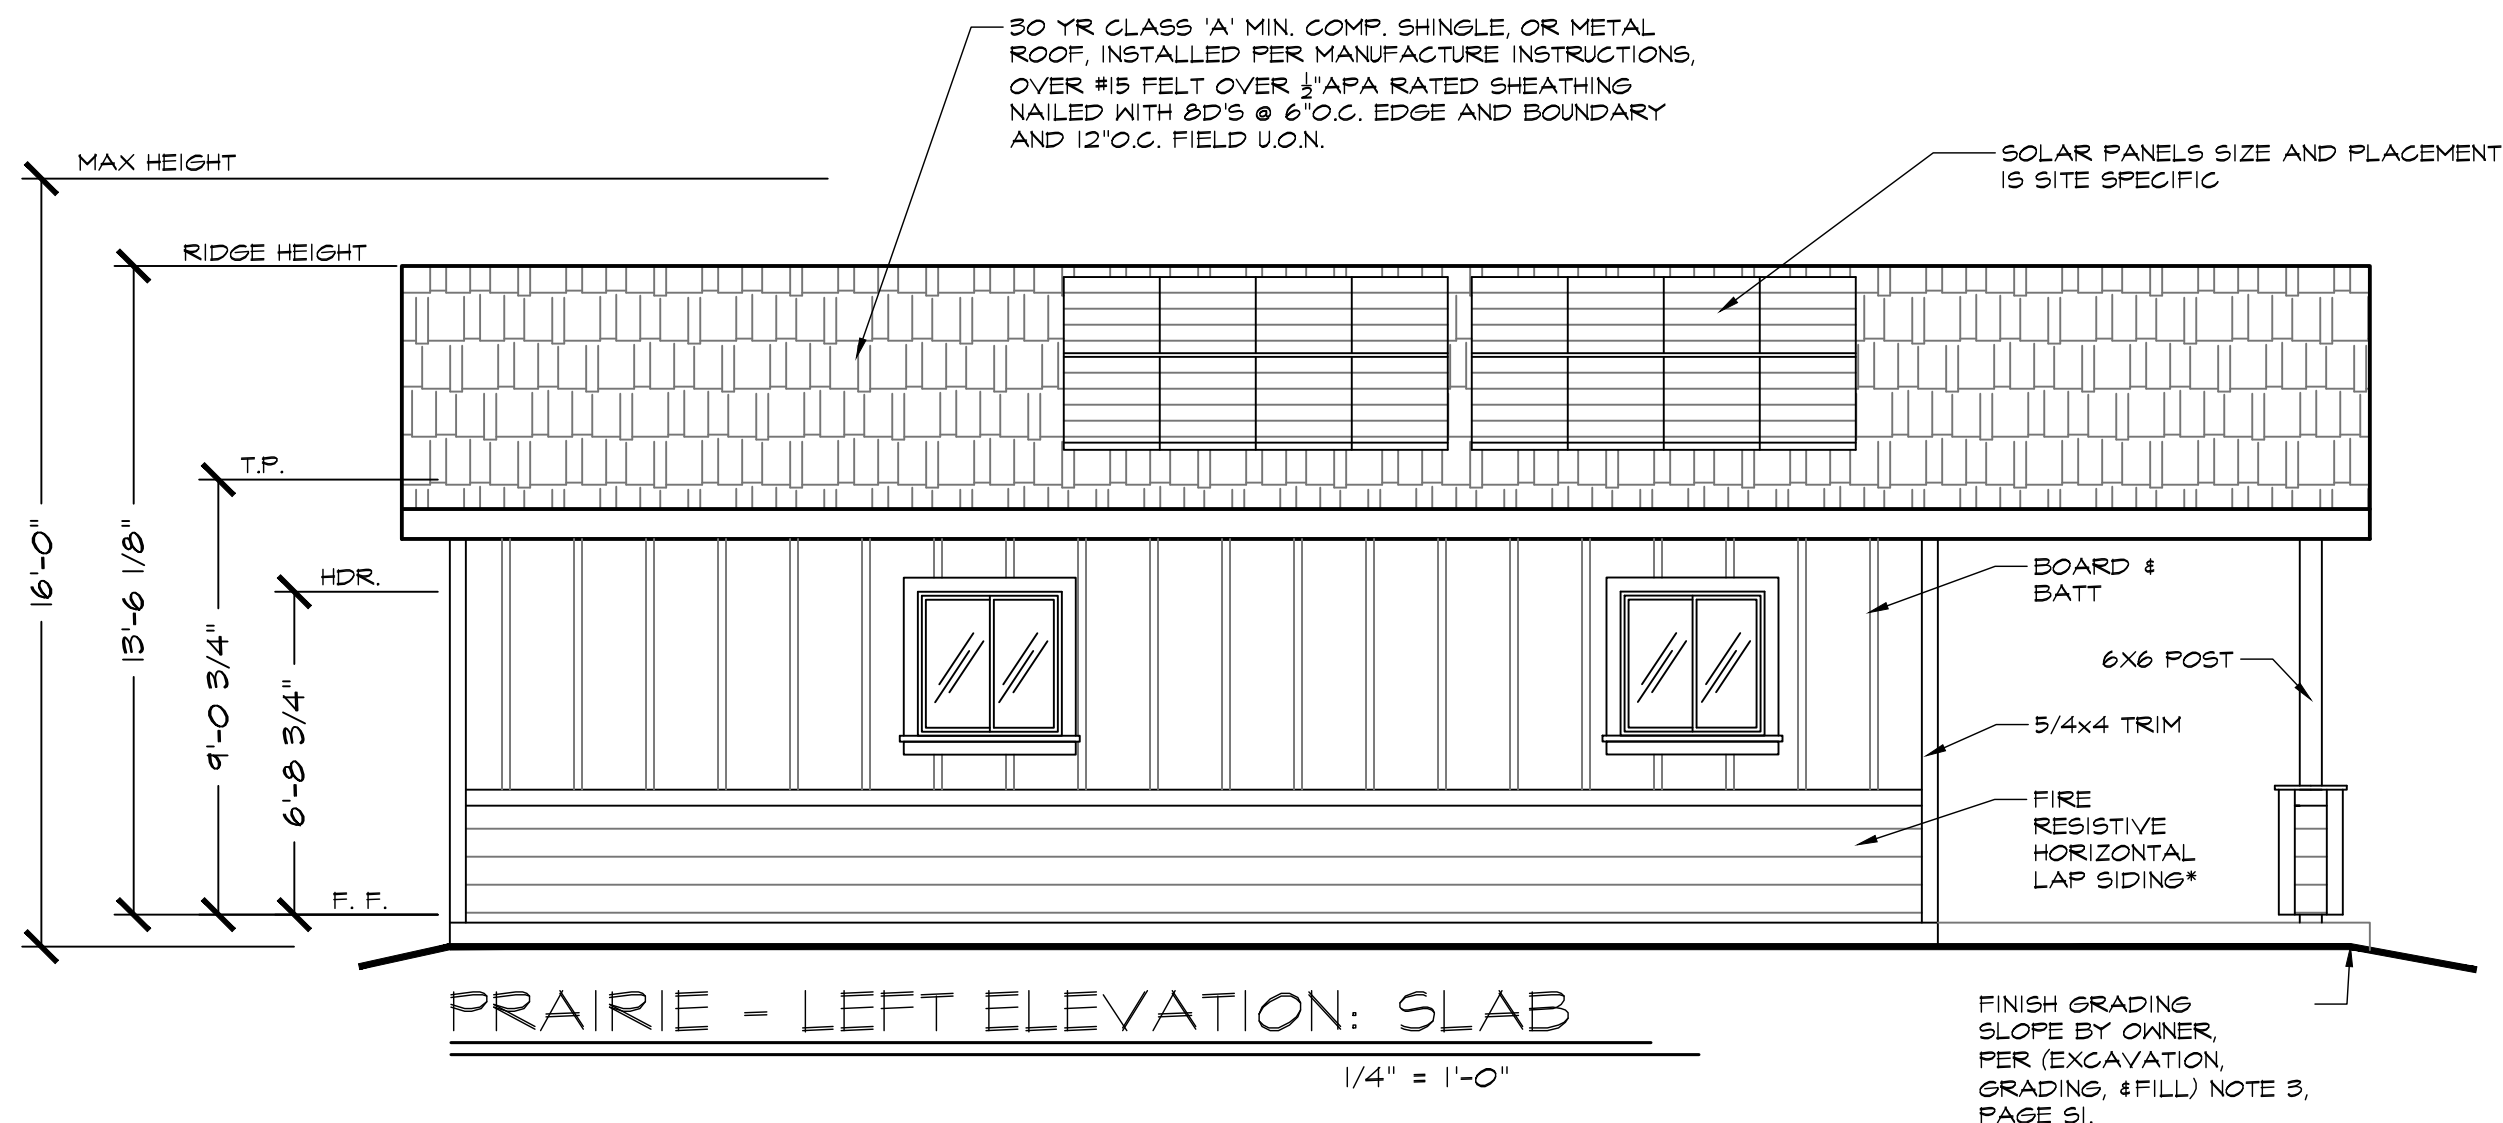 30 YR CLASS 'A' MIN. COMP. SHINGLE, OR METAL
ROOF, INSTALLED PER MANUFACTURE INSTRUCTIONS,
OVER #15 FELT OVER ½"APA RATED SHEATHING
NAILED WITH 8D'S @ 6"O.C. EDGE AND BOUNDARY
AND 12"O.C. FIELD U.O.N.
MAX HEIGHT
SOLAR PANELS SIZE AND PLACEMENT
IS SITE SPECIFIC
RIDGE HEIGHT
T.P.
HDR.
F. F.
16'-0"
13'-6 1/8"
9'-0 3/4"
6'-8 3/4"
BOARD &
BATT
6X6 POST
5/4x4 TRIM
FIRE
RESISTIVE
HORIZONTAL
LAP SIDING*
PRAIRIE - LEFT ELEVATION: SLAB
1/4" = 1'-0"
FINISH GRADING
SLOPE BY OWNER,
PER (EXCAVATION,
GRADING, &FILL) NOTE 3,
PAGE S1.